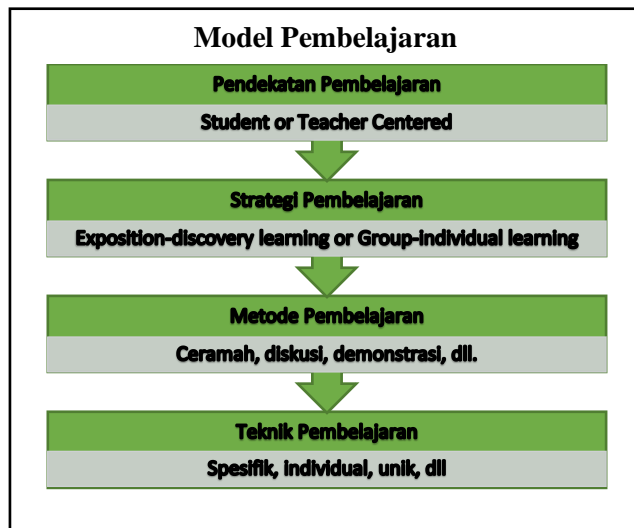 Model Pembelajaran
Pendekatan Pembelajaran
Student or Teacher Centered
Strategi Pembelajaran
Exposition-discovery learning or Group-individual learning
Metode Pembelajaran
Ceramah, diskusi, demonstrasi, dll.
Teknik Pembelajaran
Spesifik, individual, unik, dll